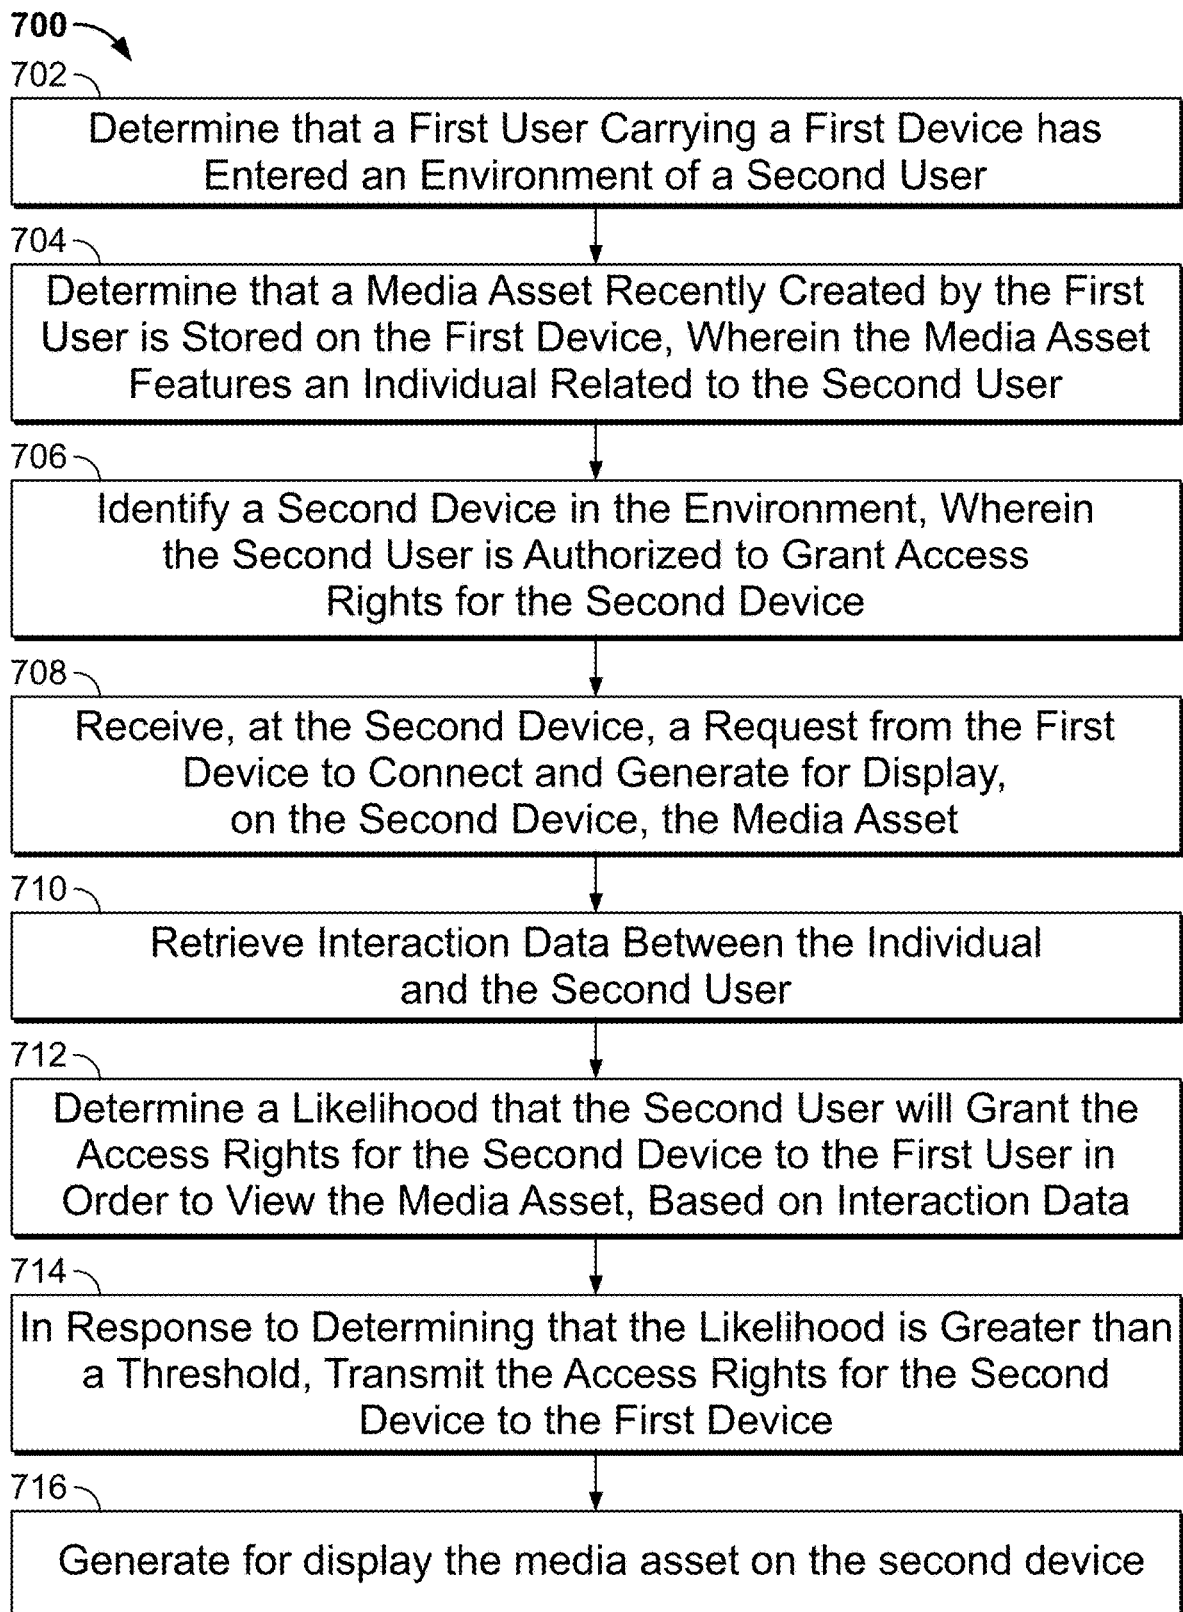 700
702
Determine that a First User Carrying a First Device has
Entered an Environment of a Second User
704
Determine that a Media Asset Recently Created by the First
User is Stored on the First Device, Wherein the Media Asset
Features an Individual Related to the Second User
706
Identify a Second Device in the Environment, Wherein
the Second User is Authorized to Grant Access
Rights for the Second Device
708
Receive, at the Second Device, a Request from the First
Device to Connect and Generate for Display,
on the Second Device, the Media Asset
710
Retrieve Interaction Data Between the Individual
and the Second User
712
Determine a Likelihood that the Second User will Grant the
Access Rights for the Second Device to the First User in
Order to View the Media Asset, Based on Interaction Data
714
In Response to Determining that the Likelihood is Greater than
a Threshold, Transmit the Access Rights for the Second
Device to the First Device
716
Generate for display the media asset on the second device